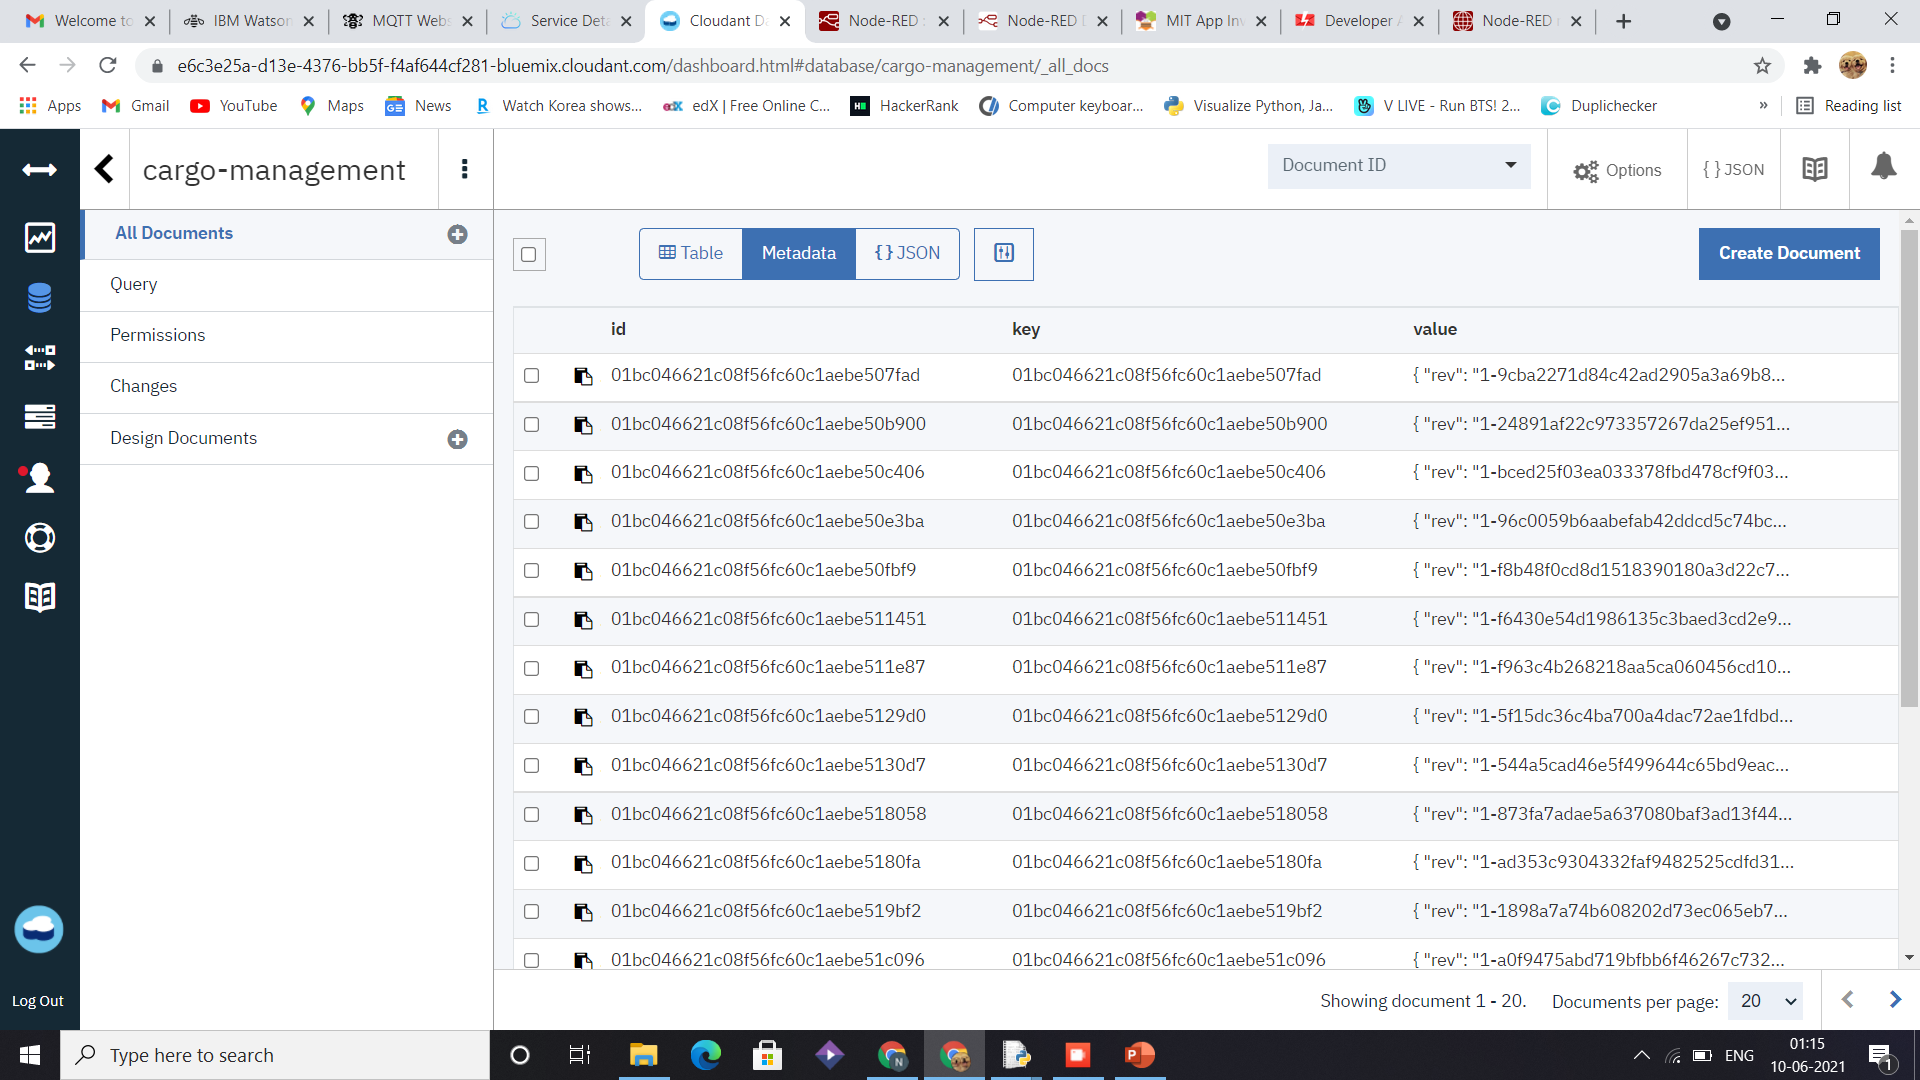 Welcome to
IBM Watson
MQTT Webs
Service Deta
Cloudant Da
Node-RED :
Node-RED D
MIT App Inv
Developer A
Node-RED r
e6c3e25a-d13e-4376-bb5f-f4af644cf281-bluemix.cloudant.com/dashboard.html#database/cargo-management/_all_docs
Apps
Gmail
YouTube
Maps
News
Watch Korea shows...
edX | Free Online C...
HackerRank
Computer keyboar...
Visualize Python, Ja...
V LIVE - Run BTS! 2...
Duplichecker
»
Reading list
cargo-management
Document ID
Options
{ } JSON
All Documents
Query
Permissions
Changes
Design Documents
Log Out
Table
Metadata
{ } JSON
Create Document
id key value
01bc046621c08f56fc60c1aebe507fad 01bc046621c08f56fc60c1aebe507fad { "rev": "1-9cba2271d84c42ad2905a3a69b8...
01bc046621c08f56fc60c1aebe50b900 01bc046621c08f56fc60c1aebe50b900 { "rev": "1-24891af22c973357267da25ef951...
01bc046621c08f56fc60c1aebe50c406 01bc046621c08f56fc60c1aebe50c406 { "rev": "1-bced25f03ea033378fbd478cf9f03...
01bc046621c08f56fc60c1aebe50e3ba 01bc046621c08f56fc60c1aebe50e3ba { "rev": "1-96c0059b6aabefab42ddcd5c74bc...
01bc046621c08f56fc60c1aebe50fbf9 01bc046621c08f56fc60c1aebe50fbf9 { "rev": "1-f8b48f0cd8d1518390180a3d22c7...
01bc046621c08f56fc60c1aebe511451 01bc046621c08f56fc60c1aebe511451 { "rev": "1-f6430e54d1986135c3baed3cd2e9...
01bc046621c08f56fc60c1aebe511e87 01bc046621c08f56fc60c1aebe511e87 { "rev": "1-f963c4b268218aa5ca060456cd10...
01bc046621c08f56fc60c1aebe5129d0 01bc046621c08f56fc60c1aebe5129d0 { "rev": "1-5f15dc36c4ba700a4dac72ae1fdbd...
01bc046621c08f56fc60c1aebe5130d7 01bc046621c08f56fc60c1aebe5130d7 { "rev": "1-544a5cad46e5f499644c65bd9eac...
01bc046621c08f56fc60c1aebe518058 01bc046621c08f56fc60c1aebe518058 { "rev": "1-873fa7adae5a637080baf3ad13f44...
01bc046621c08f56fc60c1aebe5180fa 01bc046621c08f56fc60c1aebe5180fa { "rev": "1-ad353c9304332faf9482525cdfd31...
01bc046621c08f56fc60c1aebe519bf2 01bc046621c08f56fc60c1aebe519bf2 { "rev": "1-1898a7a74b608202d73ec065eb7...
01bc046621c08f56fc60c1aebe51c096 01bc046621c08f56fc60c1aebe51c096 { "rev": "1-a0f9475abd719bfbb6f46267c732...
Showing document 1 - 20. Documents per page: 20
Type here to search
ENG
01:15
10-06-2021
1